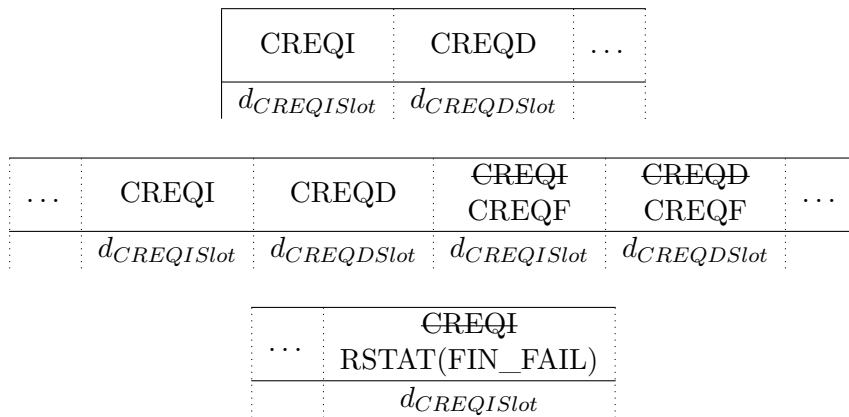 CREQI CREQD ...
d_{CREQISlot} d_{CREQDSlot}
... CREQI CREQD ~~CREQI~~ ~~CREQD~~ ...
CREQF CREQF
d_{CREQISlot} d_{CREQDSlot} d_{CREQISlot} d_{CREQDSlot}
... ~~CREQI~~
RSTAT(FIN_FAIL)
d_{CREQISlot}